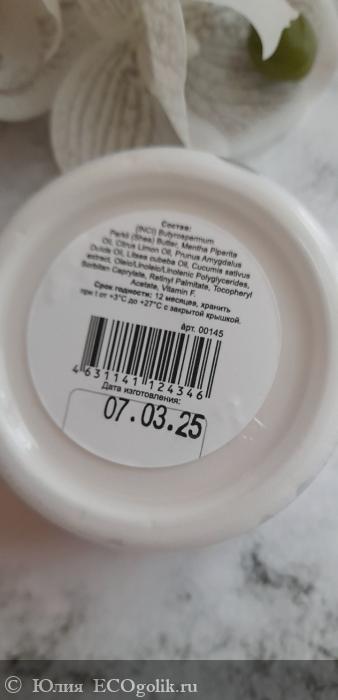 Состав:
(INCI) Butyrospermum
Parkii (Shea) Butter, Mentha Piperita
Oil, Citrus Limon Oil, Prunus Amygdalus
Dulcis Oil, Litsea cubeba Oil, Cucumis sativus
extract, Oleic/Linoleic/Linolenic Polyglycerides,
Sorbitan Caprylate, Retinyl Palmitate, Tocopheryl
Acetate, Vitamin F.
Срок годности: 12 месяцев, хранить
при t от +3°C до +27°C с закрытой крышкой.
арт. 00145
4 631141 124346
Дата изготовления:
07.03.25
© Юлия ECOgolik.ru